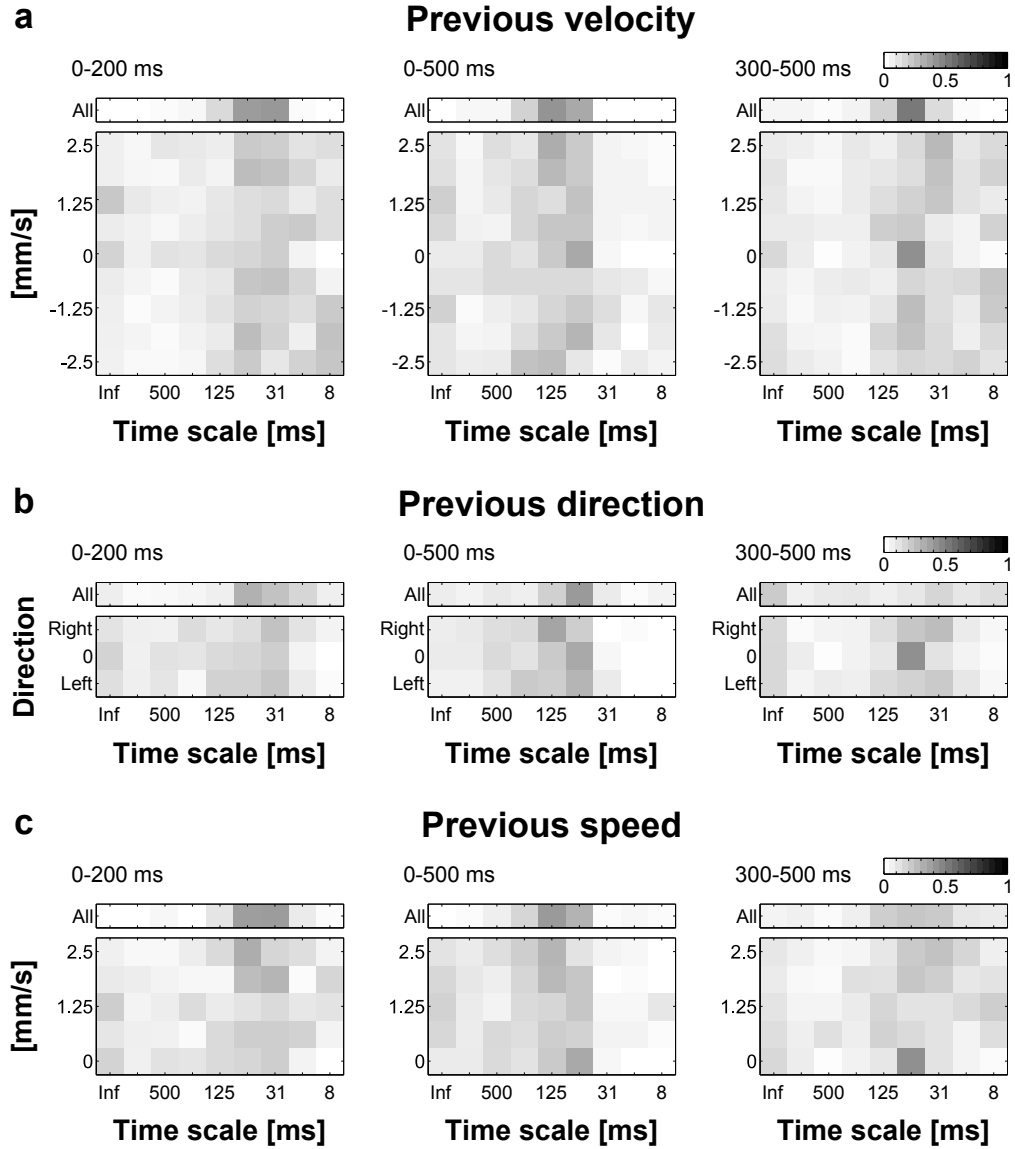 a
Previous velocity
0-200 ms
0-500 ms
300-500 ms
0 0.5 1
All
All
All
[mm/s]
2.5
1.25
0
-1.25
-2.5
2.5
1.25
0
-1.25
-2.5
2.5
1.25
0
-1.25
-2.5
Inf 500 125 31 8
Inf 500 125 31 8
Inf 500 125 31 8
Time scale [ms]
Time scale [ms]
Time scale [ms]
b
Previous direction
0-200 ms
0-500 ms
300-500 ms
0 0.5 1
All
All
All
Direction
Right
0
Left
Right
0
Left
Right
0
Left
Inf 500 125 31 8
Inf 500 125 31 8
Inf 500 125 31 8
Time scale [ms]
Time scale [ms]
Time scale [ms]
c
Previous speed
0-200 ms
0-500 ms
300-500 ms
0 0.5 1
All
All
All
[mm/s]
2.5
1.25
0
2.5
1.25
0
2.5
1.25
0
Inf 500 125 31 8
Inf 500 125 31 8
Inf 500 125 31 8
Time scale [ms]
Time scale [ms]
Time scale [ms]